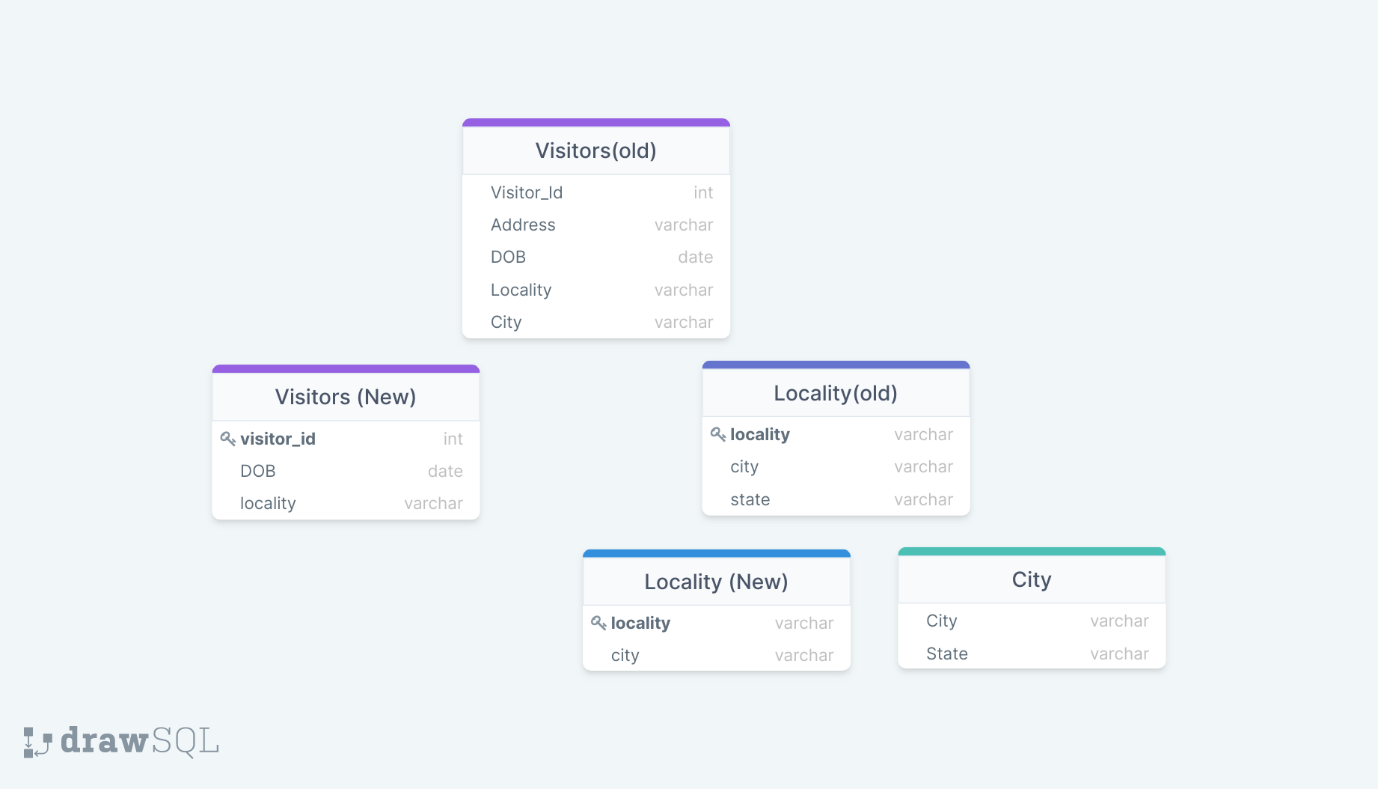 Visitors(old)
Visitor_Id int
Address varchar
DOB date
Locality varchar
City varchar
Visitors (New)
visitor_id int
DOB date
locality varchar
Locality(old)
locality varchar
city varchar
state varchar
Locality (New)
locality varchar
city varchar
City
City varchar
State varchar
drawSQL